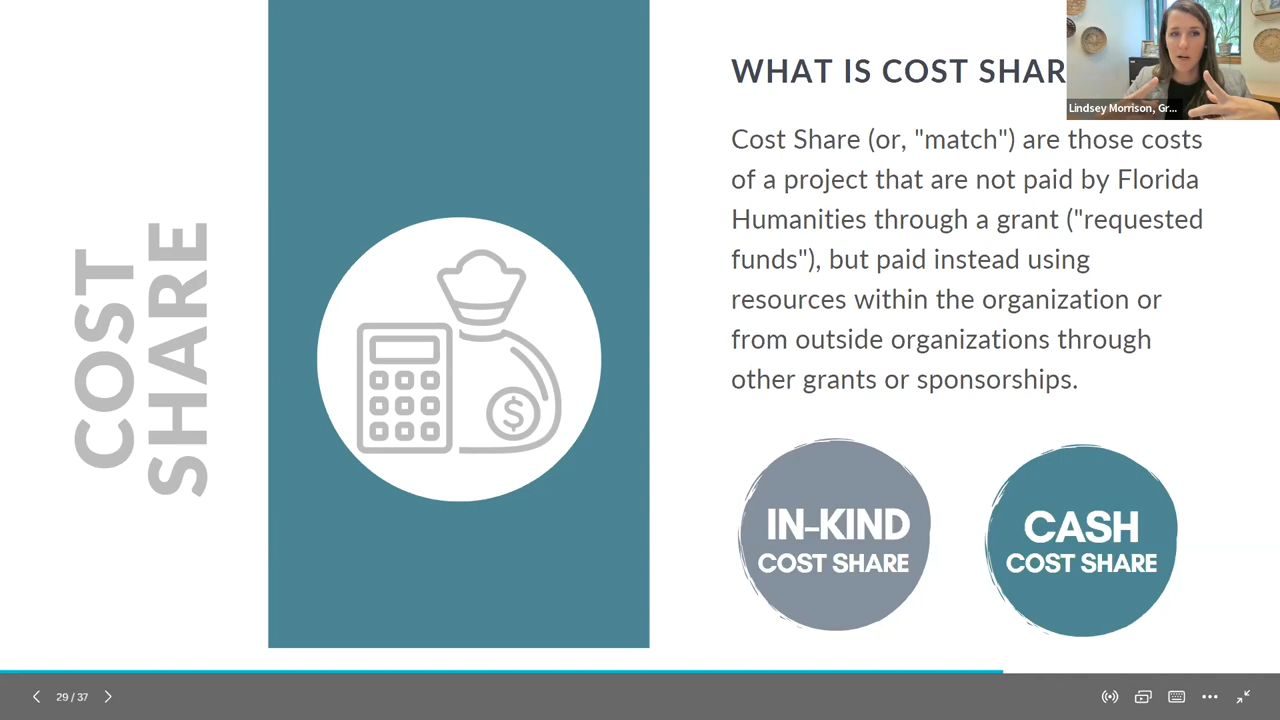 COST
SHARE
WHAT IS COST SHAR
Lindsey Morrison, Gr...
Cost Share (or, "match") are those costs
of a project that are not paid by Florida
Humanities through a grant ("requested
funds"), but paid instead using
resources within the organization or
from outside organizations through
other grants or sponsorships.
$
IN-KIND
COST SHARE
CASH
COST SHARE
29 / 37